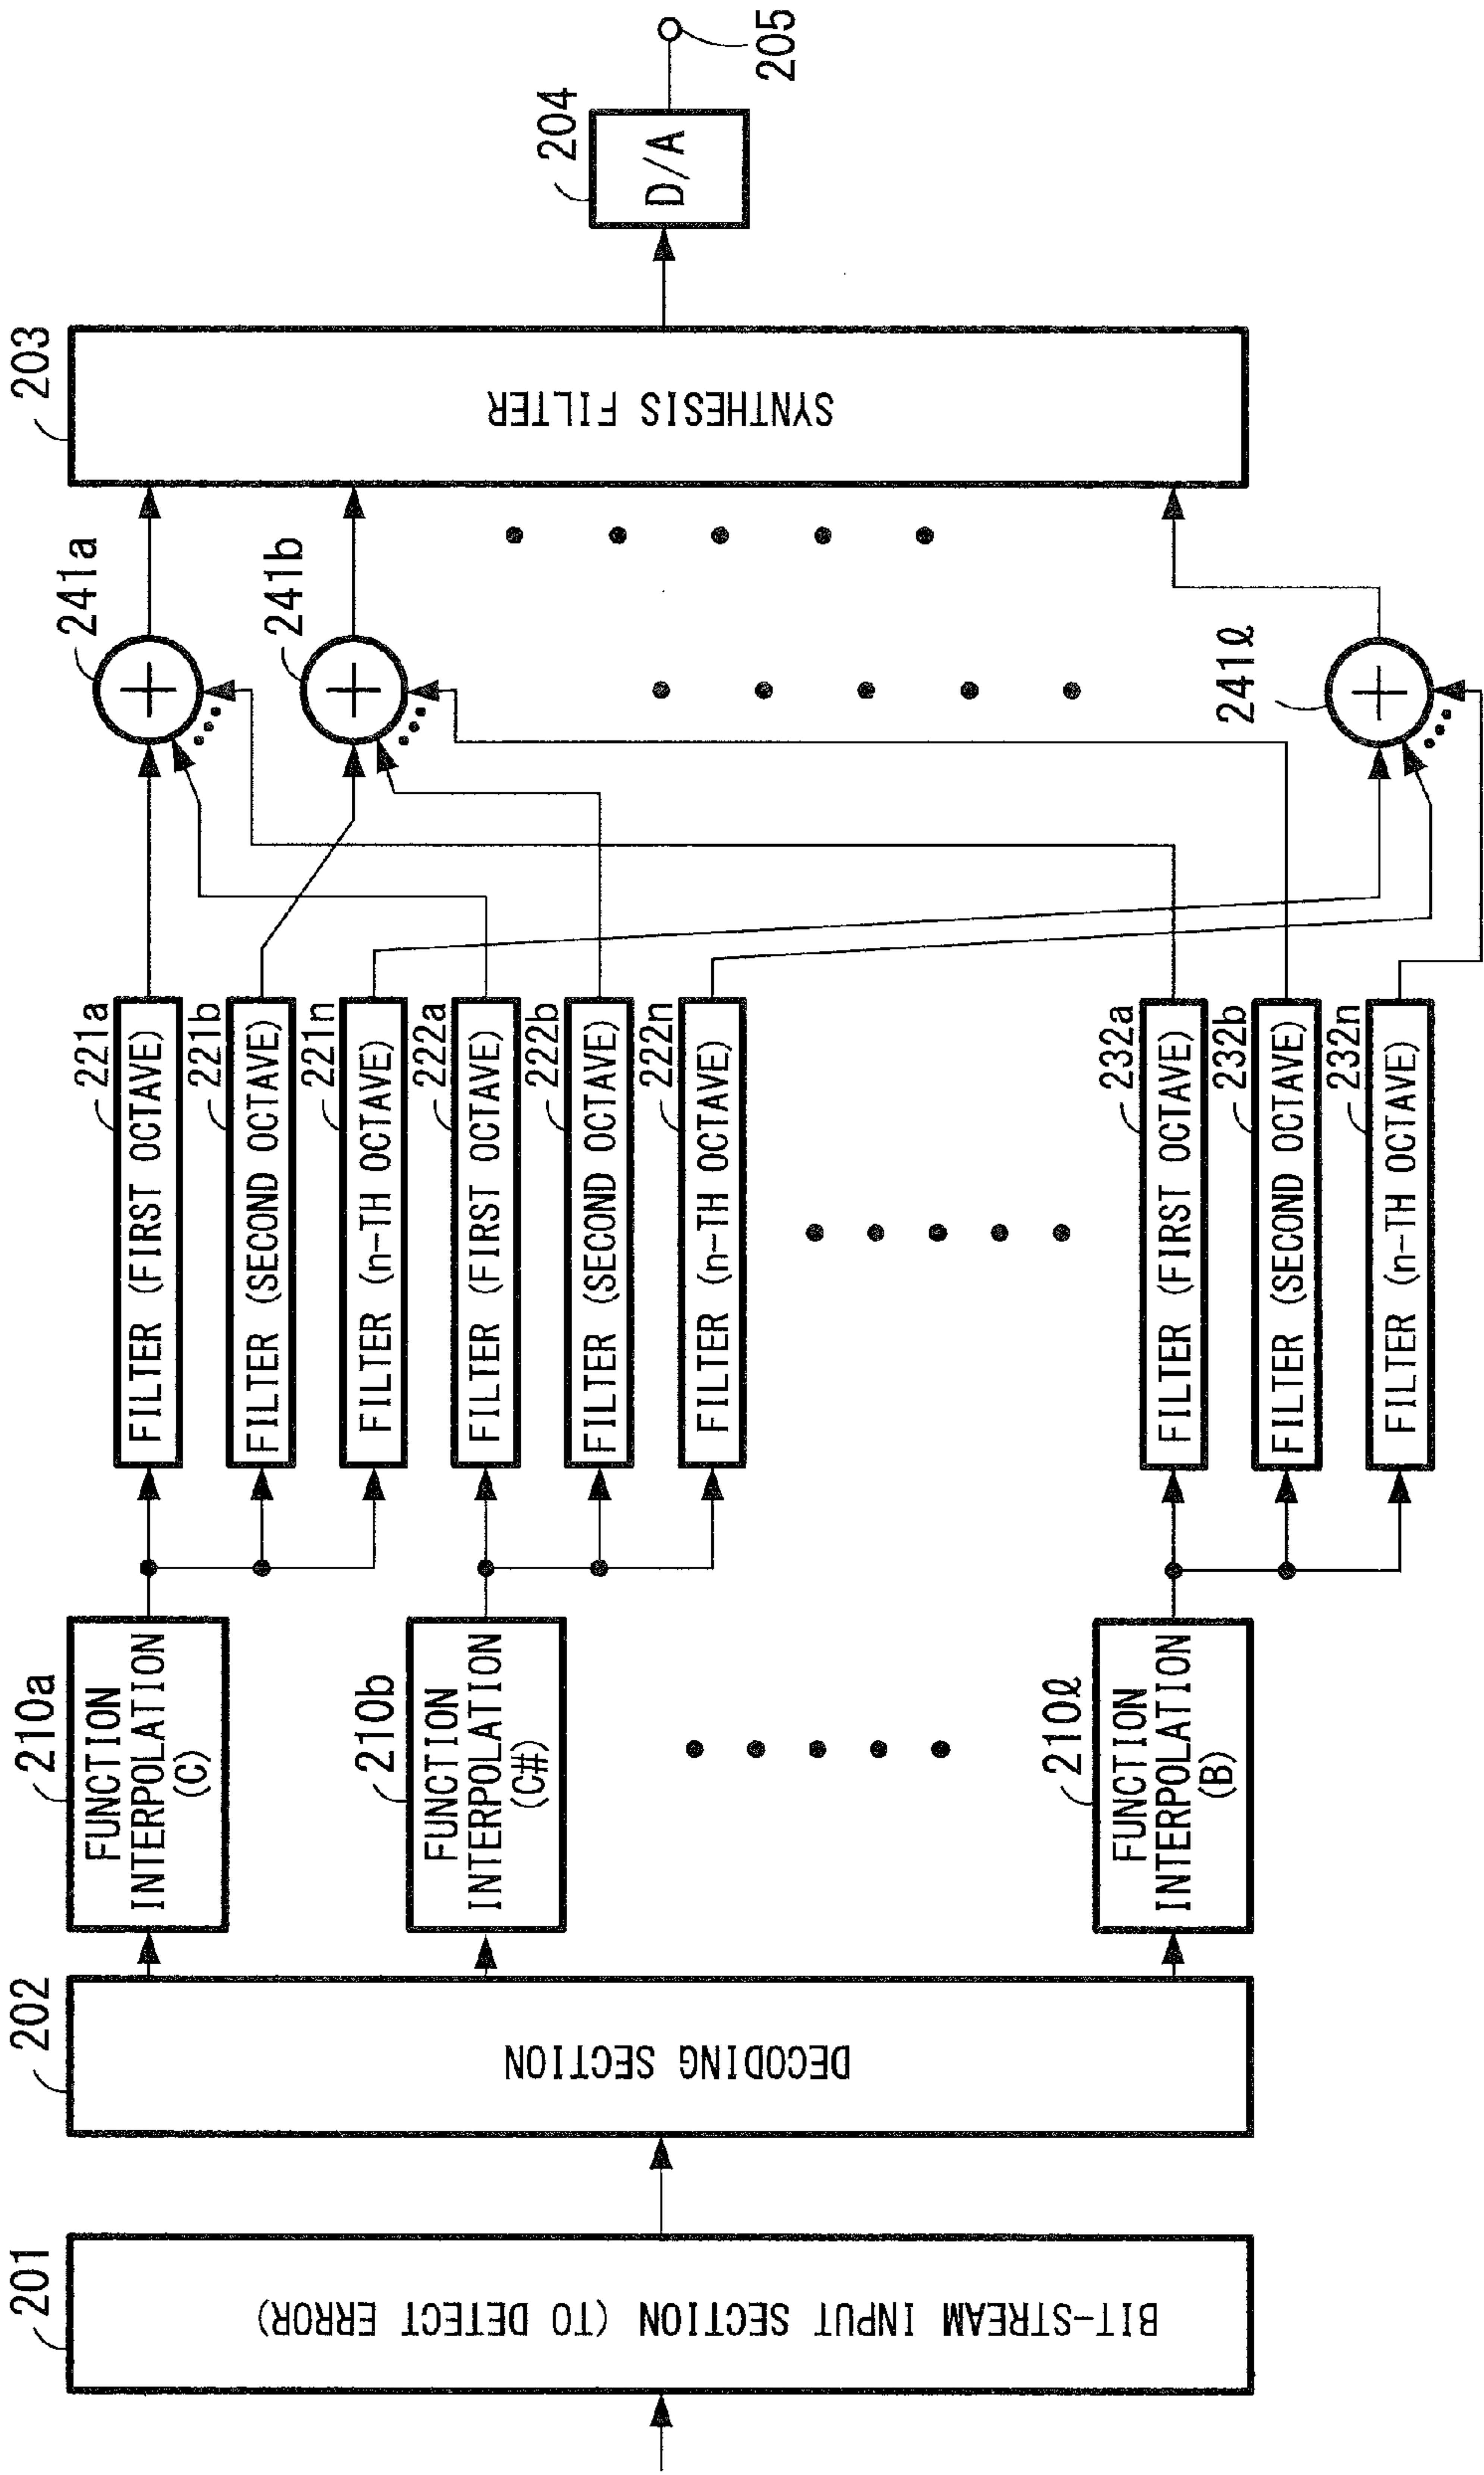 201
BIT-STREAM INPUT SECTION (TO DETECT ERROR)
202
DECODING SECTION
210a
FUNCTION
INTERPOLATION
(C)
210b
FUNCTION
INTERPOLATION
(C#)
210ℓ
FUNCTION
INTERPOLATION
(B)
221a
FILTER (FIRST OCTAVE)
221b
FILTER (SECOND OCTAVE)
221n
FILTER (n-TH OCTAVE)
222a
FILTER (FIRST OCTAVE)
222b
FILTER (SECOND OCTAVE)
222n
FILTER (n-TH OCTAVE)
232a
FILTER (FIRST OCTAVE)
232b
FILTER (SECOND OCTAVE)
232n
FILTER (n-TH OCTAVE)
241a
+
241b
+
241ℓ
+
203
SYNTHESIS FILTER
204
D/A
205